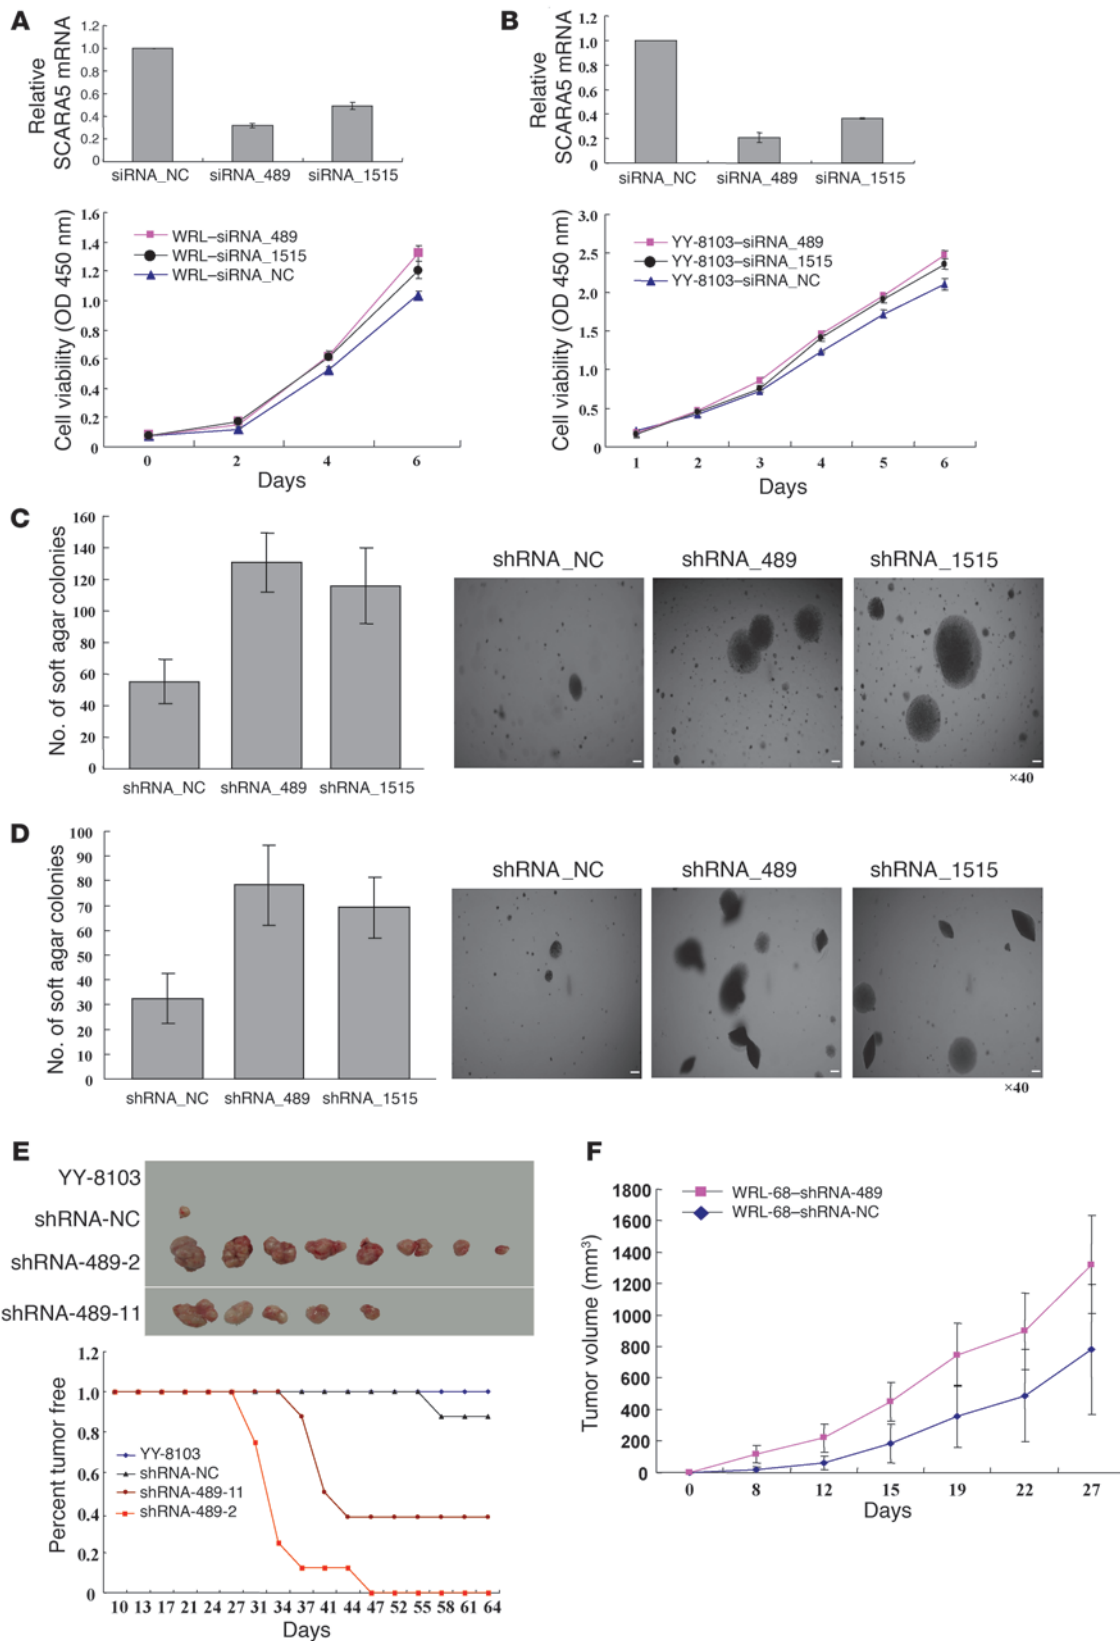 A
Relative
SCARA5 mRNA
1.2
1.0
0.8
0.6
0.4
0.2
0
siRNA_NC siRNA_489 siRNA_1515
Cell viability (OD 450 nm)
1.6
1.4
1.2
1.0
0.8
0.6
0.4
0.2
0
WRL–siRNA_489
WRL–siRNA_1515
WRL–siRNA_NC
0 2 4 6
Days
B
Relative
SCARA5 mRNA
1.2
1.0
0.8
0.6
0.4
0.2
0
siRNA_NC siRNA_489 siRNA_1515
Cell viability (OD 450 nm)
3.0
2.5
2.0
1.5
1.0
0.5
0
YY-8103–siRNA_489
YY-8103–siRNA_1515
YY-8103–siRNA_NC
1 2 3 4 5 6
Days
C
No. of soft agar colonies
160
140
120
100
80
60
40
20
0
shRNA_NC shRNA_489 shRNA_1515
shRNA_NC shRNA_489 shRNA_1515
×40
D
No. of soft agar colonies
100
90
80
70
60
50
40
30
20
10
0
shRNA_NC shRNA_489 shRNA_1515
shRNA_NC shRNA_489 shRNA_1515
×40
E
YY-8103
shRNA-NC
shRNA-489-2
shRNA-489-11
Percent tumor free
1.2
1.0
0.8
0.6
0.4
0.2
0
YY-8103
shRNA-NC
shRNA-489-11
shRNA-489-2
10 13 17 21 24 27 31 34 37 41 44 47 52 55 58 61 64
Days
F
Tumor volume (mm³)
1800
1600
1400
1200
1000
800
600
400
200
0
WRL-68–shRNA-489
WRL-68–shRNA-NC
0 8 12 15 19 22 27
Days